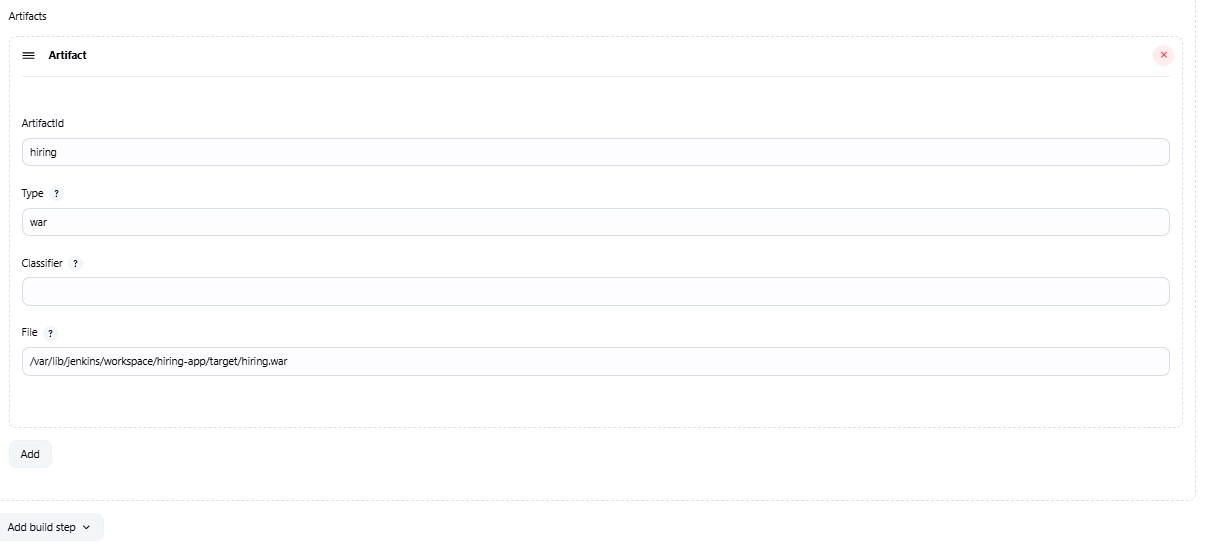 Artifacts
Artifact
ArtifactId
hiring
Type ?
war
Classifier ?
File ?
/var/lib/jenkins/workspace/hiring-app/target/hiring.war
Add
Add build step